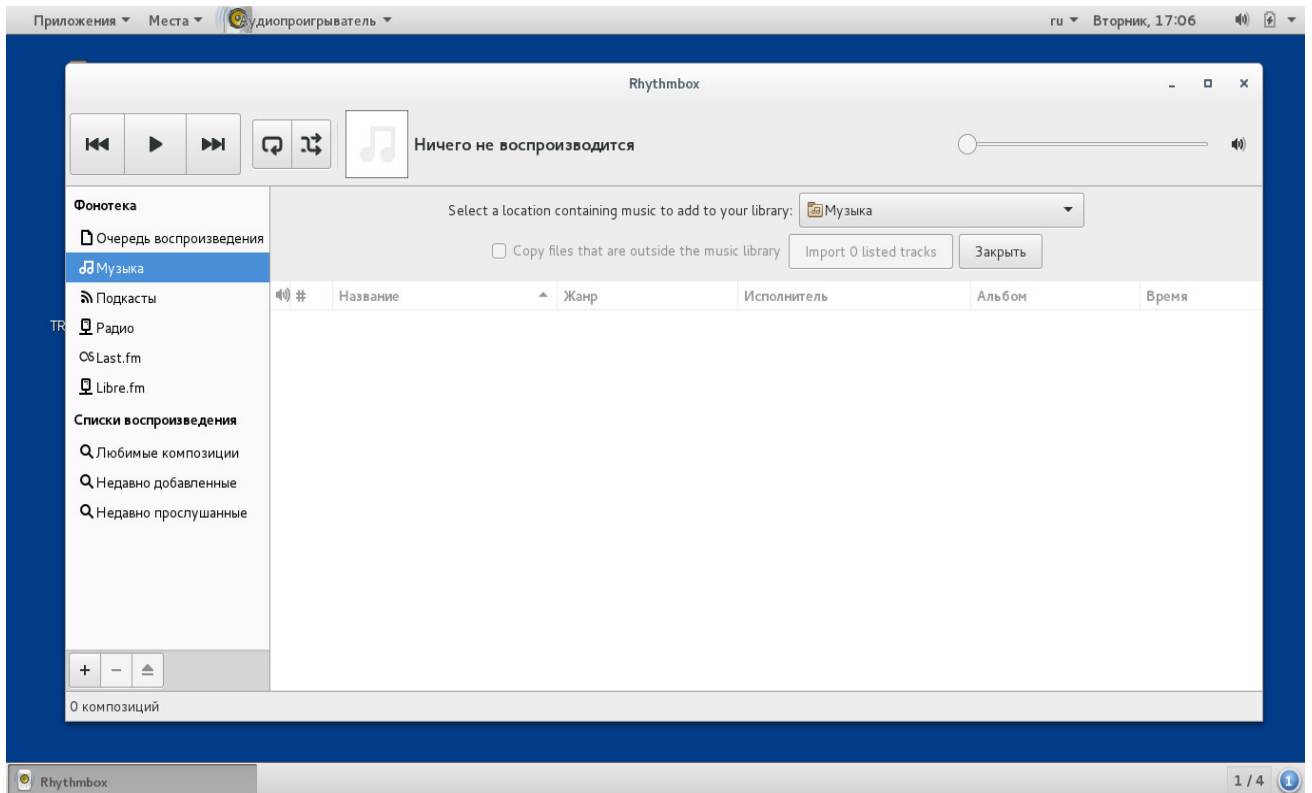 Приложения Места Аудиопроигрыватель ru Вторник, 17:06
Rhythmbox
Ничего не воспроизводится
Фонотека
Очередь воспроизведения
Музыка
Подкасты
Радио
Last.fm
Libre.fm
Списки воспроизведения
Любимые композиции
Недавно добавленные
Недавно прослушанные
Select a location containing music to add to your library: Музыка
Copy files that are outside the music library Import 0 listed tracks Закрыть
# Название Жанр Исполнитель Альбом Время
TR
0 композиций
Rhythmbox 1 / 4 1